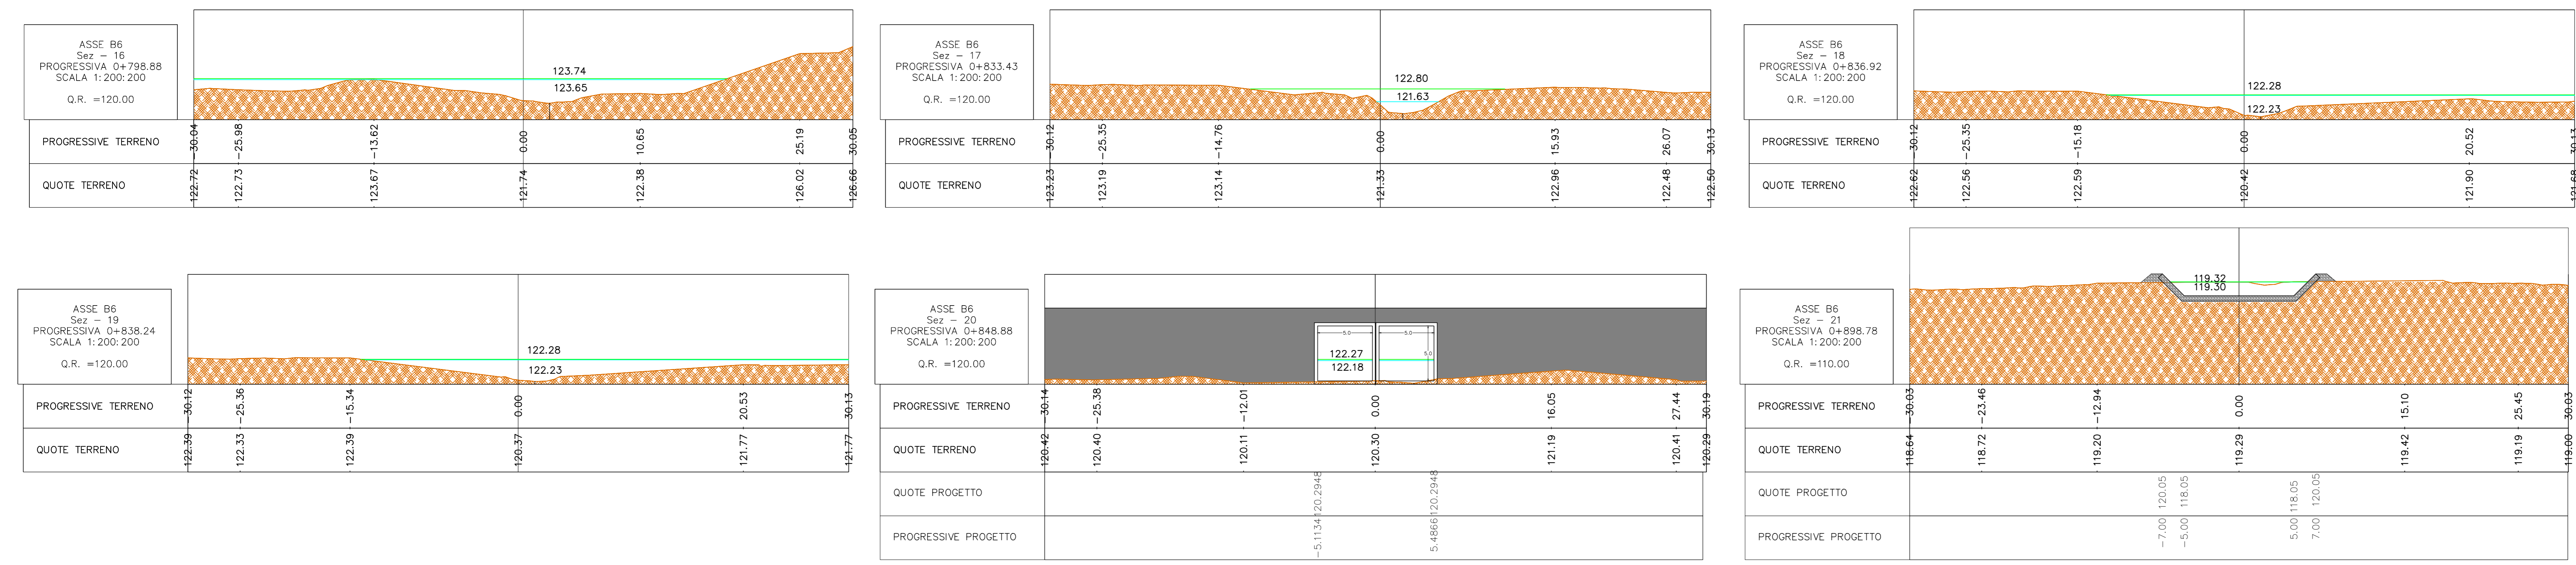 ASSE B6
Sez – 16
PROGRESSIVA 0+798.88
SCALA 1:200:200
Q.R. =120.00
123.74
123.65
PROGRESSIVE TERRENO
-30.04 -25.98 -13.62 0.00 10.65 25.19 30.05
QUOTE TERRENO
122.72 122.73 123.67 121.74 122.38 126.02 126.66
ASSE B6
Sez – 17
PROGRESSIVA 0+833.43
SCALA 1:200:200
Q.R. =120.00
122.80
121.63
PROGRESSIVE TERRENO
-30.12 -25.35 -14.76 0.00 15.93 26.07 30.13
QUOTE TERRENO
123.23 123.19 123.14 121.33 122.96 122.48 122.50
ASSE B6
Sez – 18
PROGRESSIVA 0+836.92
SCALA 1:200:200
Q.R. =120.00
122.28
122.23
PROGRESSIVE TERRENO
-30.12 -25.35 -15.18 0.00 20.52 30.13
QUOTE TERRENO
122.62 122.56 122.59 120.42 121.90 121.68
ASSE B6
Sez – 19
PROGRESSIVA 0+838.24
SCALA 1:200:200
Q.R. =120.00
122.28
122.23
PROGRESSIVE TERRENO
-30.12 -25.36 -15.34 0.00 20.53 30.13
QUOTE TERRENO
122.39 122.33 122.39 120.37 121.77 121.77
ASSE B6
Sez – 20
PROGRESSIVA 0+848.88
SCALA 1:200:200
Q.R. =120.00
5.0 5.0
5.0
122.27
122.18
PROGRESSIVE TERRENO
-30.14 -25.38 -12.01 0.00 16.05 27.44 30.19
QUOTE TERRENO
120.42 120.40 120.11 120.30 121.19 120.41 120.29
QUOTE PROGETTO
120.2948 120.2948
PROGRESSIVE PROGETTO
-5.1134 5.4866
ASSE B6
Sez – 21
PROGRESSIVA 0+898.78
SCALA 1:200:200
Q.R. =110.00
119.32
119.30
PROGRESSIVE TERRENO
-30.03 -23.46 -12.94 0.00 15.10 25.45 30.03
QUOTE TERRENO
118.64 118.72 119.20 119.29 119.42 119.19 119.00
QUOTE PROGETTO
120.05 118.05 118.05 120.05
PROGRESSIVE PROGETTO
-7.00 -5.00 5.00 7.00